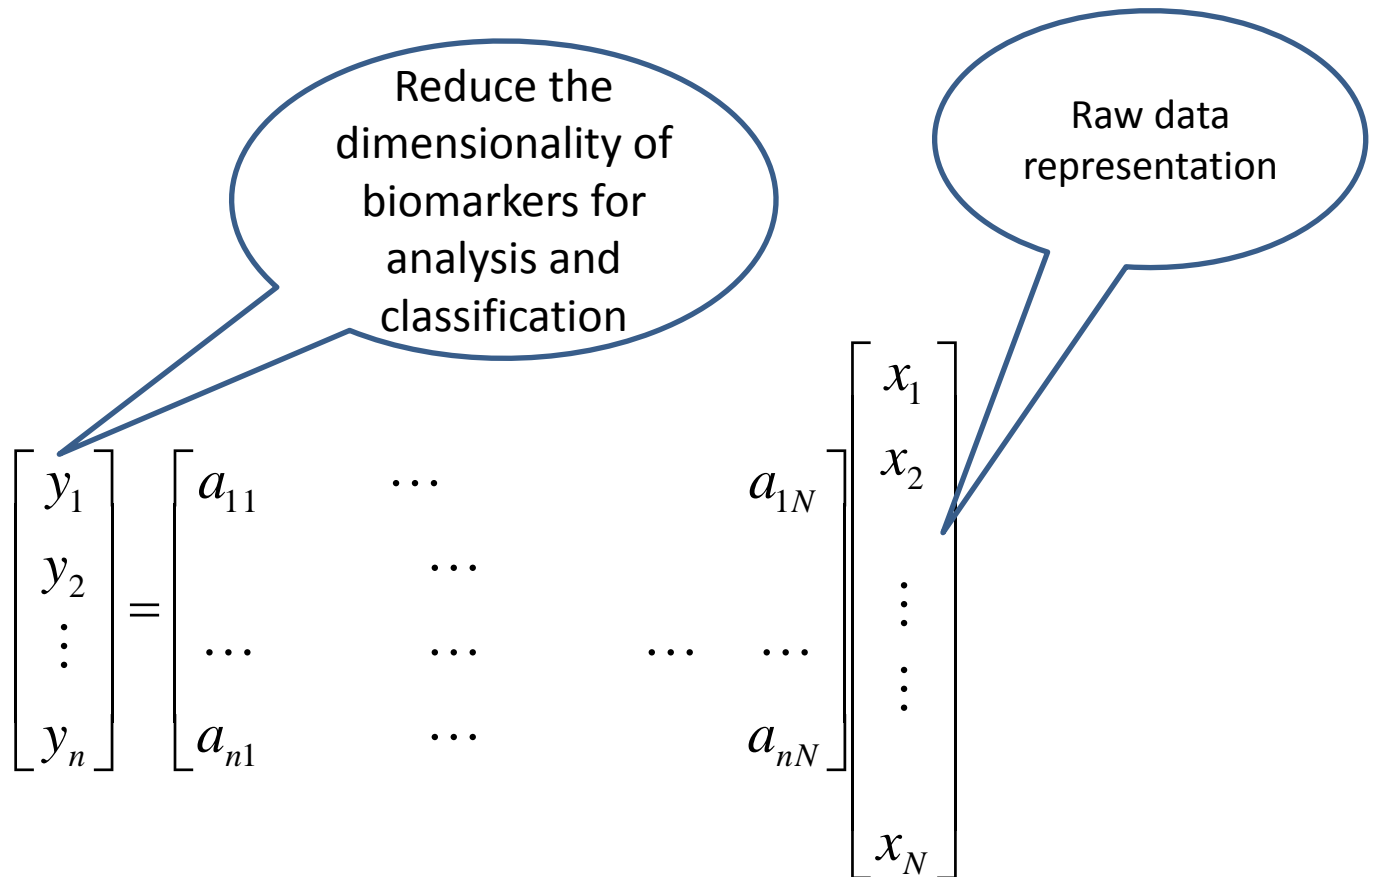 Reduce the
dimensionality of
biomarkers for
analysis and
classification
Raw data
representation
y₁
y₂
⋮
yₙ
=
a₁₁ ⋯ a₁N
⋯
⋯ ⋯ ⋯ ⋯
aₙ₁ ⋯ aₙN
x₁
x₂
⋮
⋮
x_N